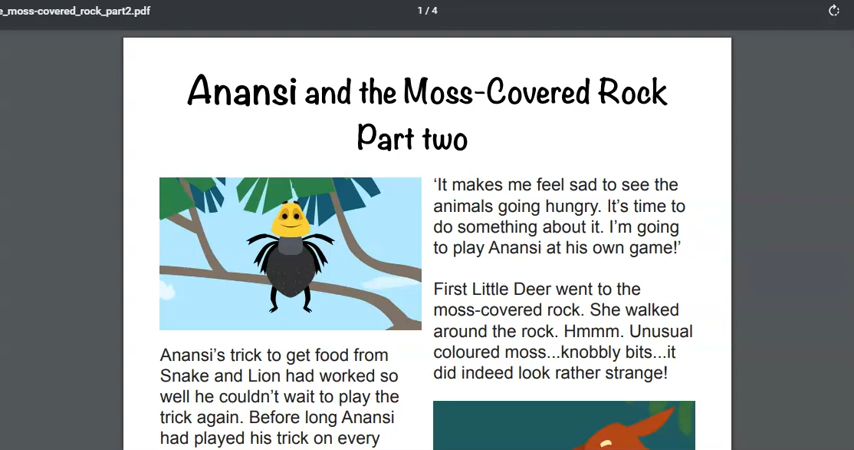 e_moss-covered_rock_part2.pdf
1 / 4
Anansi and the Moss-Covered Rock
Part two
Anansi’s trick to get food from
Snake and Lion had worked so
well he couldn’t wait to play the
trick again. Before long Anansi
had played his trick on every
‘It makes me feel sad to see the
animals going hungry. It’s time to
do something about it. I’m going
to play Anansi at his own game!’
First Little Deer went to the
moss-covered rock. She walked
around the rock. Hmmm. Unusual
coloured moss...knobbly bits...it
did indeed look rather strange!